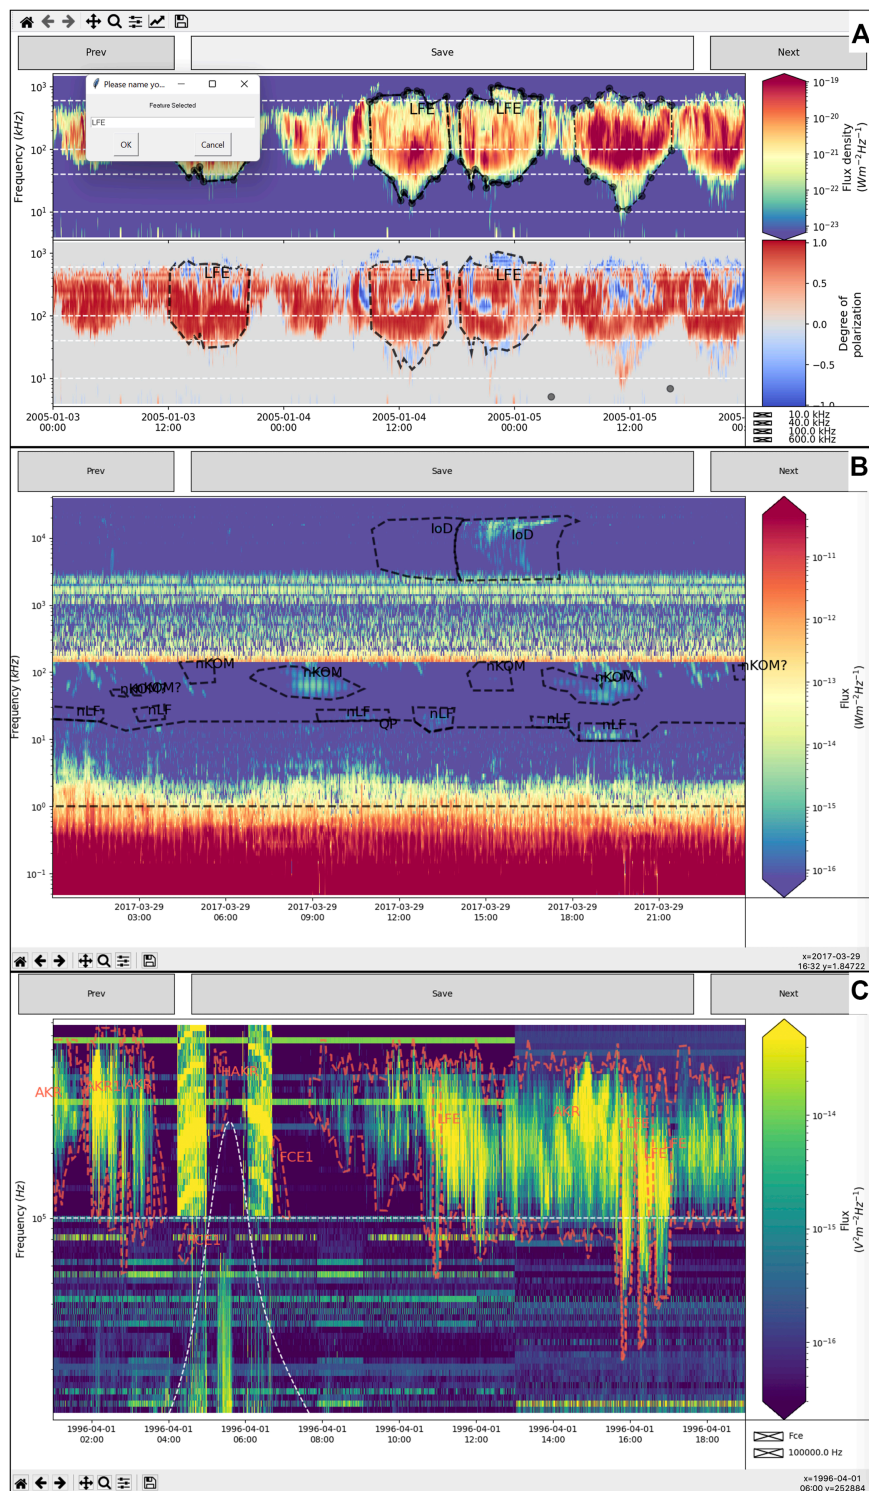 A
Prev Save Next
Please name yo...
Feature Selected
LFE
OK Cancel
LFE LFE
Frequency (kHz)
10³
10²
10¹
10⁻¹⁹
10⁻²⁰
10⁻²¹
10⁻²²
10⁻²³
Flux density
(Wm⁻²Hz⁻¹)
LFE LFE LFE
10³
10²
10¹
Frequency (kHz)
1.0
0.5
0.0
−0.5
−1.0
Degree of
polarization
2005-01-03 2005-01-03 2005-01-04 2005-01-04 2005-01-05 2005-01-05 2005-
00:00 12:00 00:00 12:00 00:00 12:00 00:
10.0 kHz
40.0 kHz
100.0 kHz
600.0 kHz
B
Prev Save Next
IoD
IoD
nKOM nKOM nKOM nKOM nKOM?
nKOM?
nLF nLF nLF nLF nLF nLF
QP
Frequency (kHz)
10⁴
10³
10²
10¹
10⁰
10⁻¹
10⁻¹¹
10⁻¹²
10⁻¹³
10⁻¹⁴
10⁻¹⁵
10⁻¹⁶
Flux
(Wm⁻²Hz⁻¹)
2017-03-29 2017-03-29 2017-03-29 2017-03-29 2017-03-29 2017-03-29 2017-03-29
03:00 06:00 09:00 12:00 15:00 18:00 21:00
x=2017-03-29
16:32 y=1.84722
C
Prev Save Next
AKR AKR AKR
LFE AKR
FCE1
FCE1
LFE
Frequency (Hz)
10⁵
10⁻¹⁴
10⁻¹⁵
10⁻¹⁶
Flux
(V²m⁻²Hz⁻¹)
1996-04-01 1996-04-01 1996-04-01 1996-04-01 1996-04-01 1996-04-01 1996-04-01 1996-04-01 1996-04-01
02:00 04:00 06:00 08:00 10:00 12:00 14:00 16:00 18:00
Fce
100000.0 Hz
x=1996-04-01
06:00 y=252884